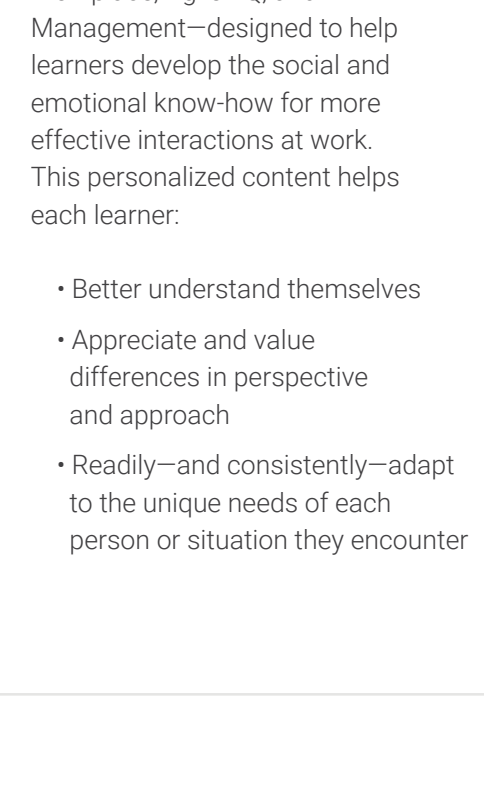 Management—designed to help
learners develop the social and
emotional know-how for more
effective interactions at work.
This personalized content helps
each learner:
• Better understand themselves
• Appreciate and value
differences in perspective
and approach
• Readily—and consistently—adapt
to the unique needs of each
person or situation they encounter